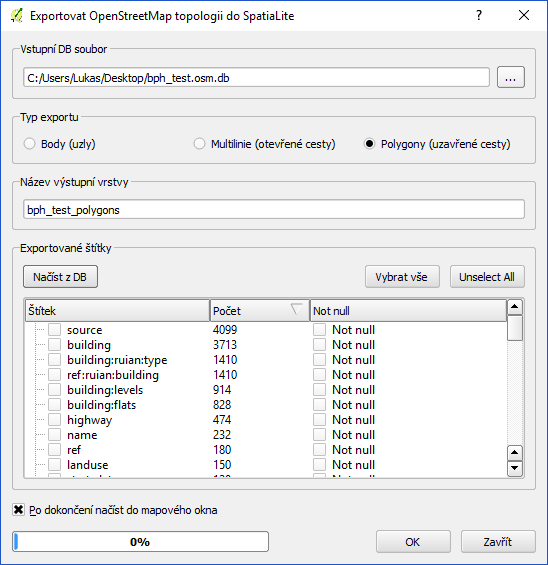 Exportovat OpenStreetMap topologii do SpatiaLite
Vstupní DB soubor
C:/Users/Lukas/Desktop/bph_test.osm.db ...
Typ exportu
Body (uzly) Multilinie (otevřené cesty) Polygony (uzavřené cesty)
Název výstupní vrstvy
bph_test_polygons
Exportované štítky
Načíst z DB Vybrat vše Unselect All
Štítek Počet Not null
source 4099 Not null
building 3713 Not null
building:ruian:type 1410 Not null
ref:ruian:building 1410 Not null
building:levels 914 Not null
building:flats 828 Not null
highway 474 Not null
name 232 Not null
ref 180 Not null
landuse 150 Not null
Po dokončení načíst do mapového okna
0% OK Zavřít